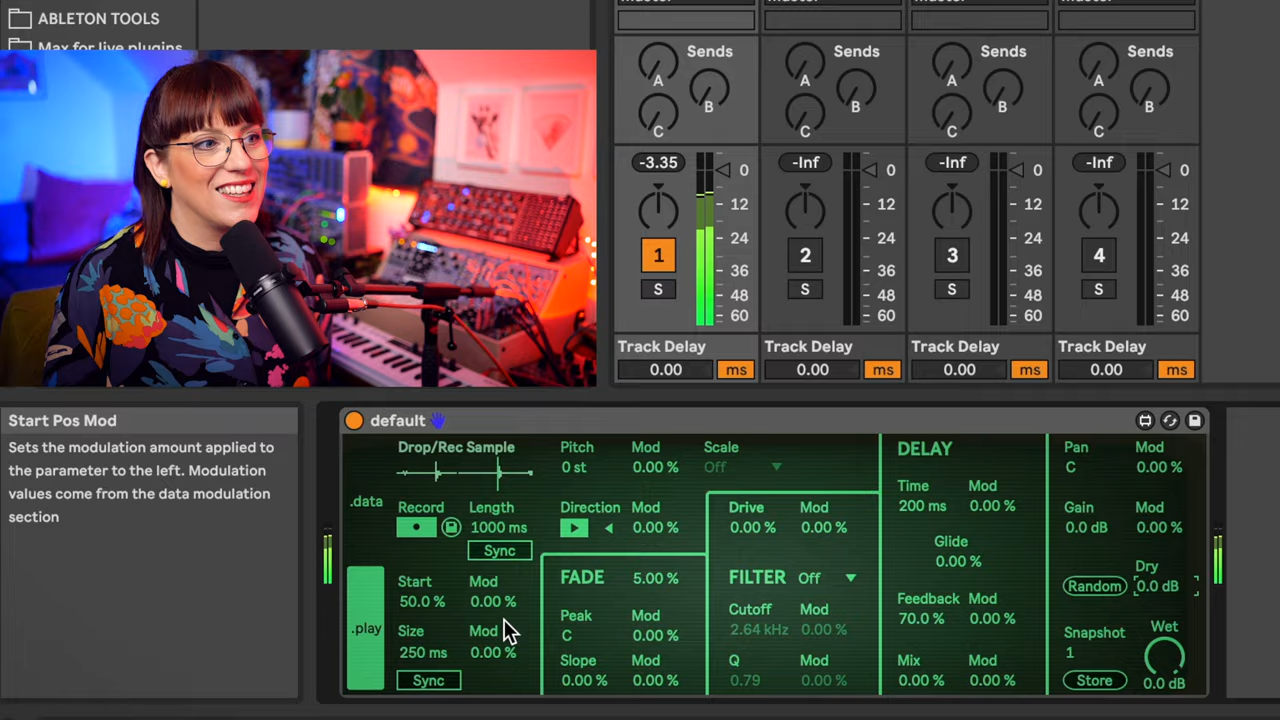 ABLETON TOOLS
Max for live plugins
Sends Sends Sends Sends
A A A A
B B B B
C C C C
-3.35 -Inf -Inf -Inf
0 0 0 0
12 12 12 12
24 24 24 24
1 2 3 4
36 36 36 36
S S S S
48 48 48 48
60 60 60 60
Track Delay Track Delay Track Delay Track Delay
0.00 ms 0.00 ms 0.00 ms 0.00 ms
Start Pos Mod
Sets the modulation amount applied to
the parameter to the left. Modulation
values come from the data modulation
section
default
.data
.play
Drop/Rec Sample
Record Length
1000 ms
Sync
Start Mod
50.0 % 0.00 %
Size Mod
250 ms 0.00 %
Sync
Pitch Mod Scale
0 st 0.00 % Off
Direction Mod
0.00 %
FADE 5.00 %
Peak Mod
C 0.00 %
Slope Mod
0.00 % 0.00 %
Drive Mod
0.00 % 0.00 %
FILTER Off
Cutoff Mod
2.64 kHz 0.00 %
Q Mod
0.79 0.00 %
DELAY
Time Mod
200 ms 0.00 %
Glide
0.00 %
Feedback Mod
70.0 % 0.00 %
Mix Mod
0.00 % 0.00 %
Pan Mod
C 0.00 %
Gain Mod
0.0 dB 0.00 %
Dry
Random 0.0 dB
Snapshot Wet
1
Store 0.0 dB